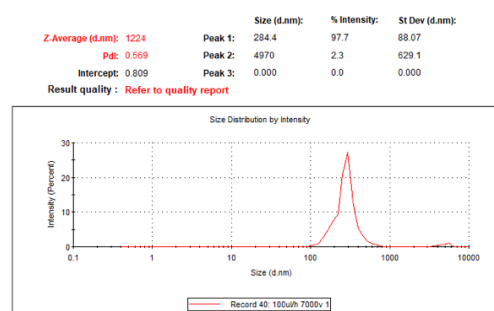 Size (d.nm): % Intensity: St Dev (d.nm):
Z-Average (d.nm): 1224 Peak 1: 284.4 97.7 88.07
PdI: 0.569 Peak 2: 4970 2.3 629.1
Intercept: 0.809 Peak 3: 0.000 0.0 0.000
Result quality : Refer to quality report
Size Distribution by Intensity
Intensity (Percent)
30
20
10
0
0.1 1 10 100 1000 10000
Size (d.nm)
Record 40: 100ul/h 7000v 1